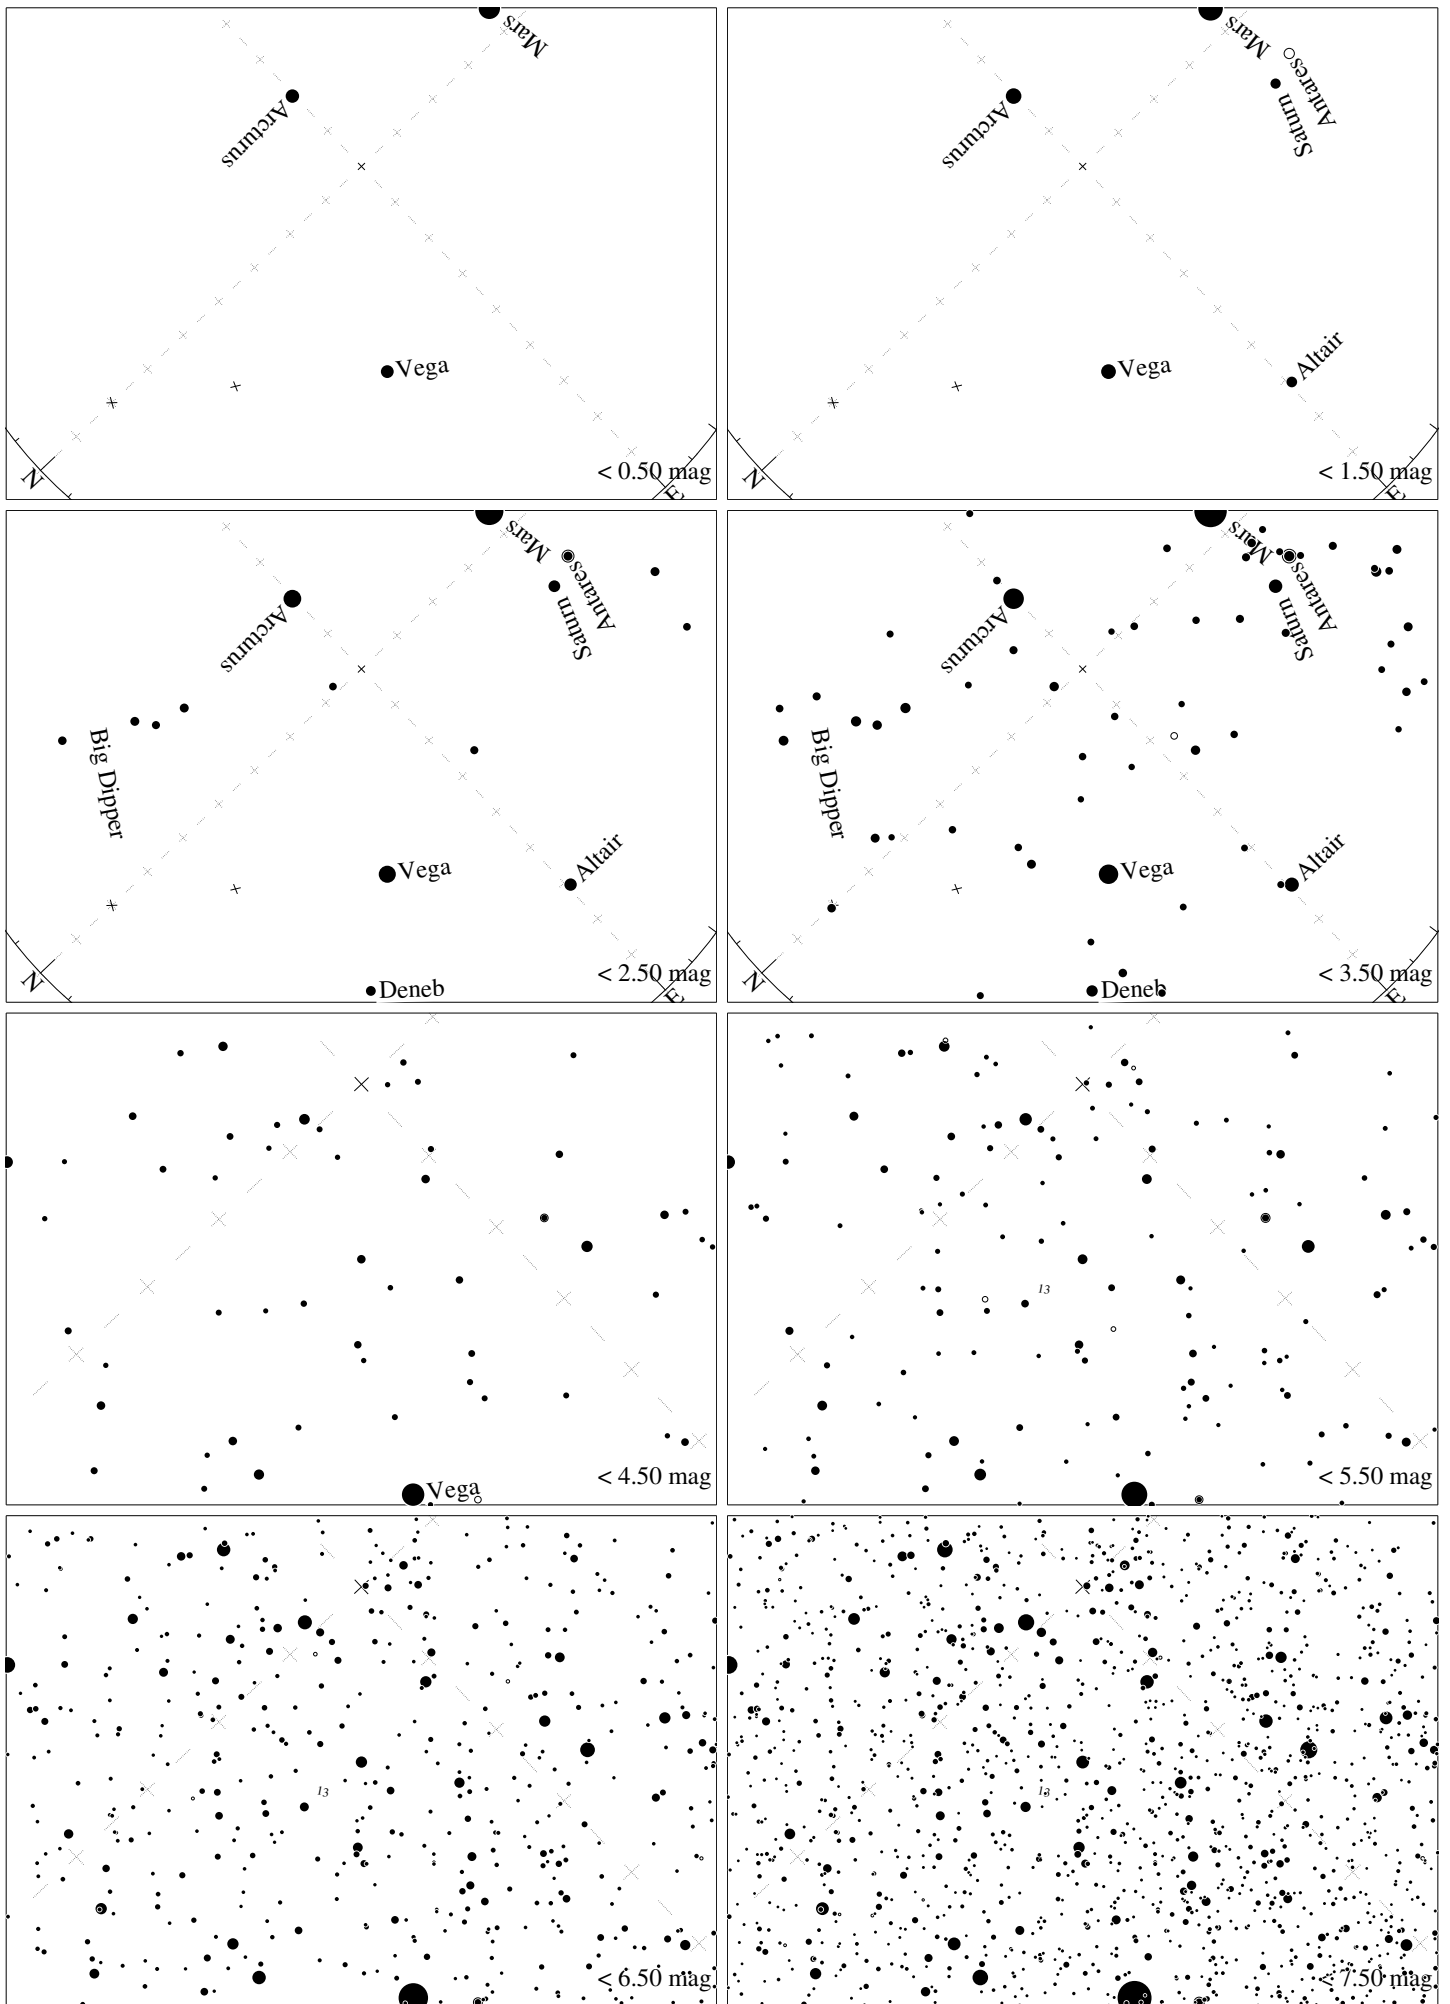 Mars
Arcturus
Vega
N
E
< 0.50 mag
Mars
Antares
Saturn
Arcturus
Altair
Vega
N
E
< 1.50 mag
Mars
Antares
Saturn
Arcturus
Big Dipper
Altair
Vega
N
E
< 2.50 mag
Deneb
Mars
Antares
Saturn
Arcturus
Big Dipper
Altair
Vega
N
E
< 3.50 mag
Deneb
Vega
< 4.50 mag
13
< 5.50 mag
13
< 6.50 mag
13
< 7.50 mag